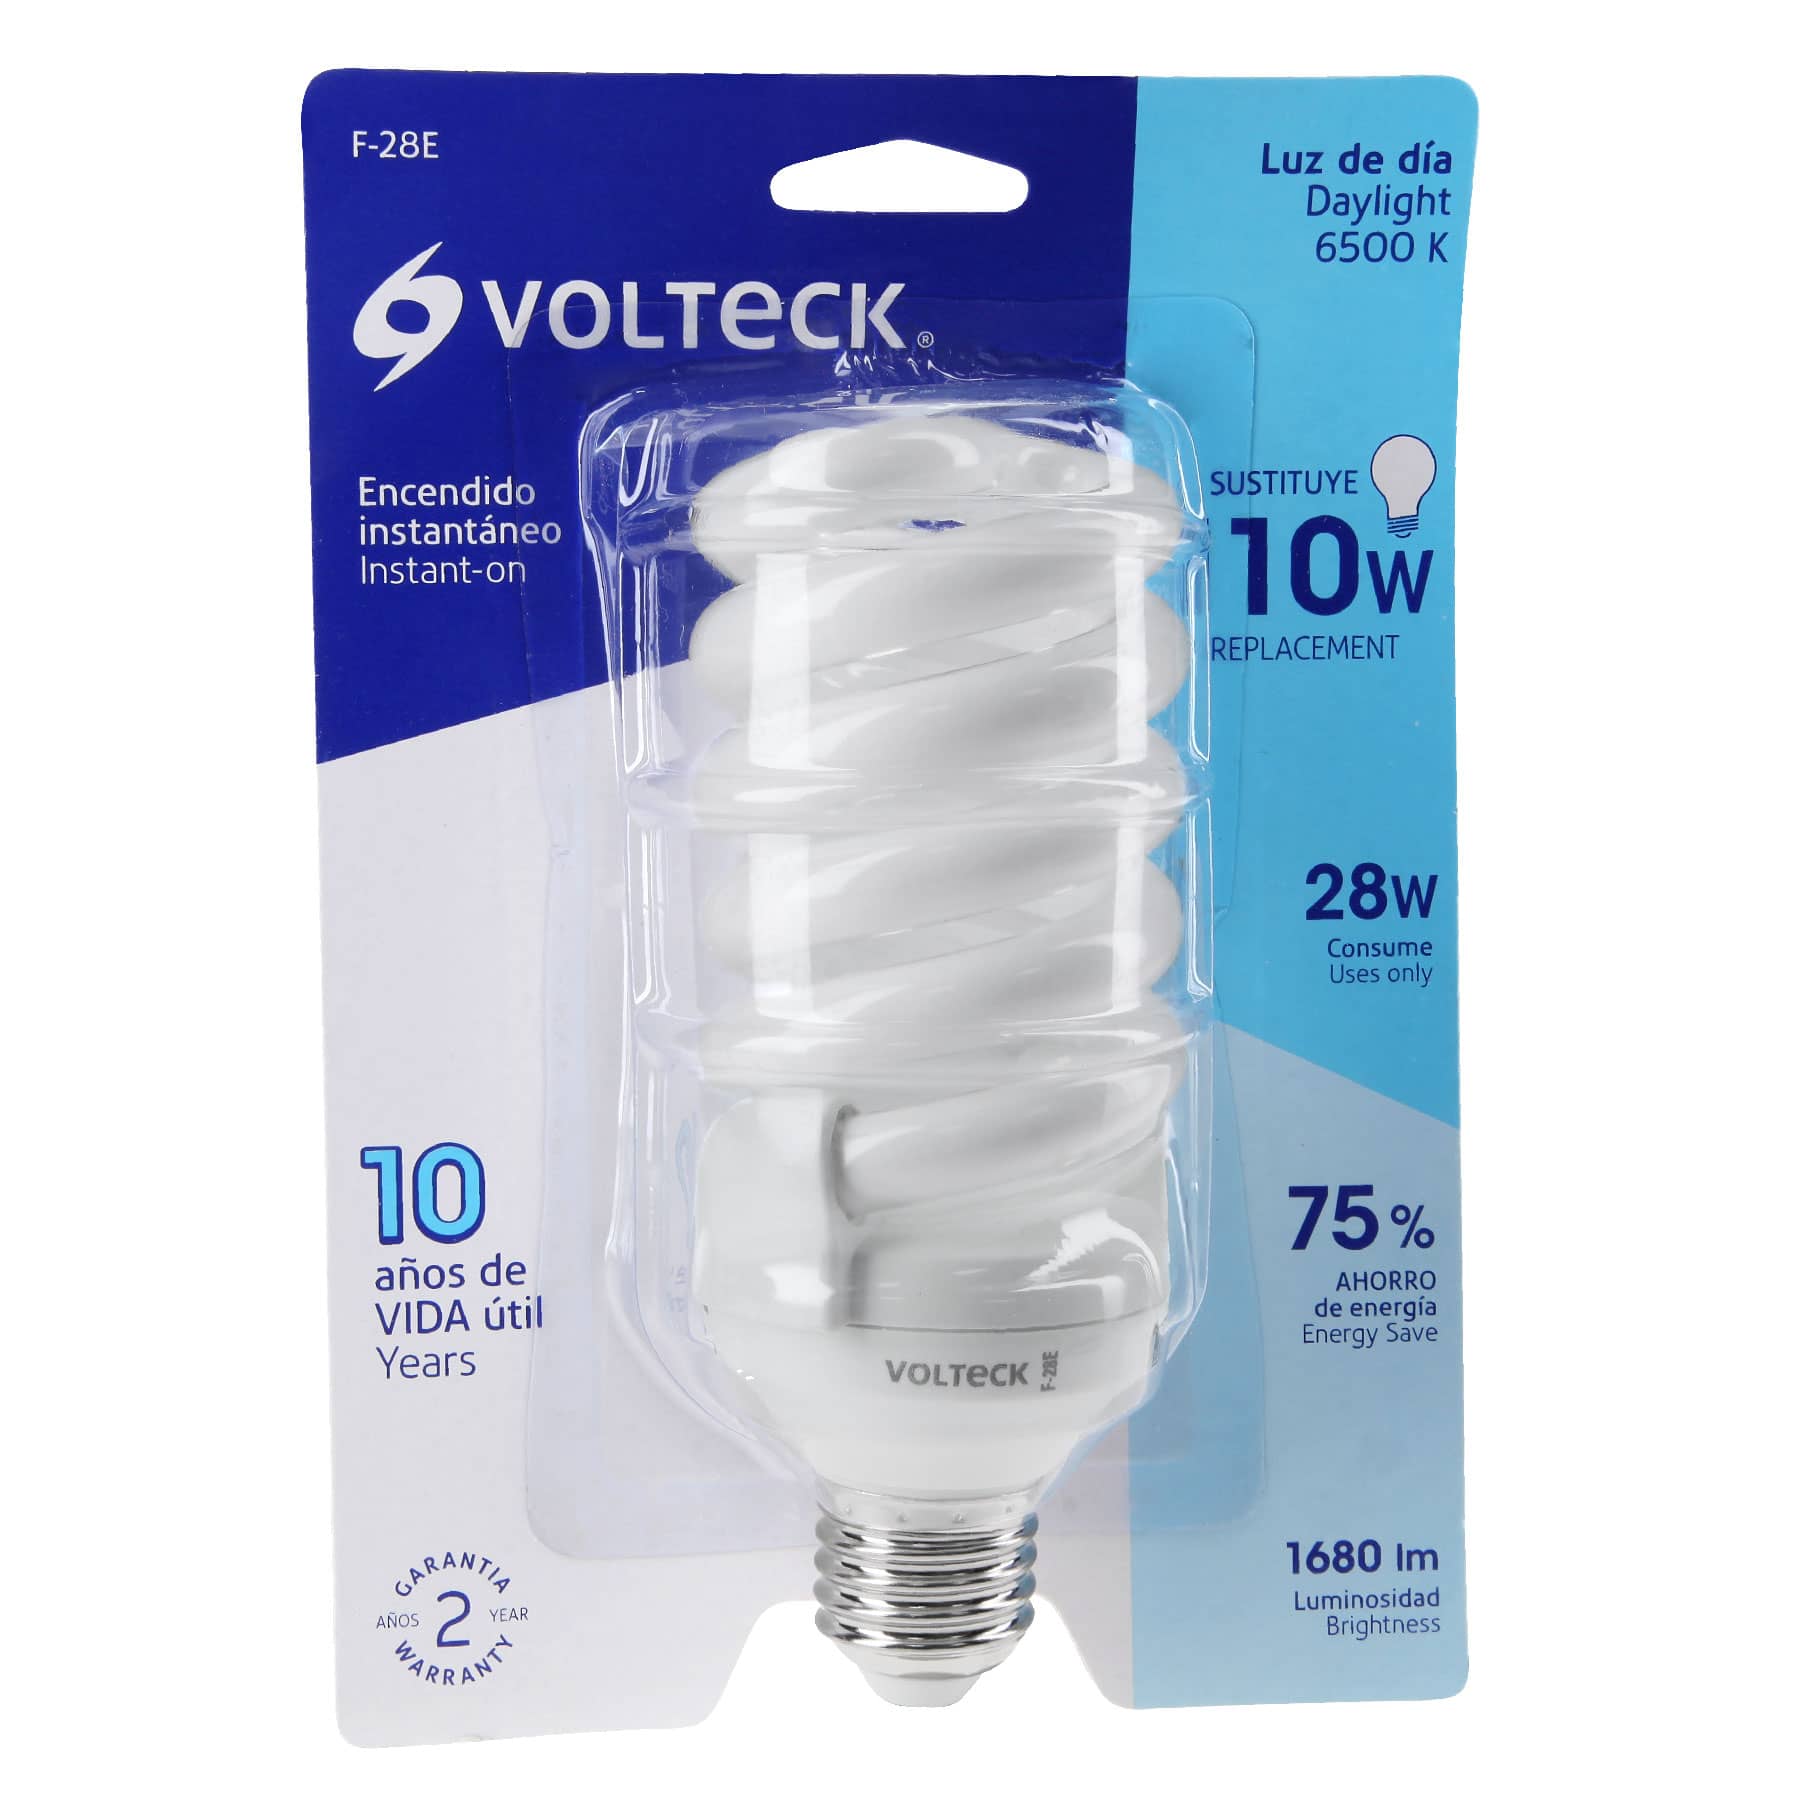 F-28E
VOLTECK®
Encendido
instantáneo
Instant-on
10
años de
VIDA útil
Years
GARANTIA
AÑOS 2 YEAR
WARRANTY
Luz de día
Daylight
6500 K
SUSTITUYE
110W
REPLACEMENT
28W
Consume
Uses only
75%
AHORRO
de energía
Energy Save
1680 lm
Luminosidad
Brightness
VOLTECK
F-28E